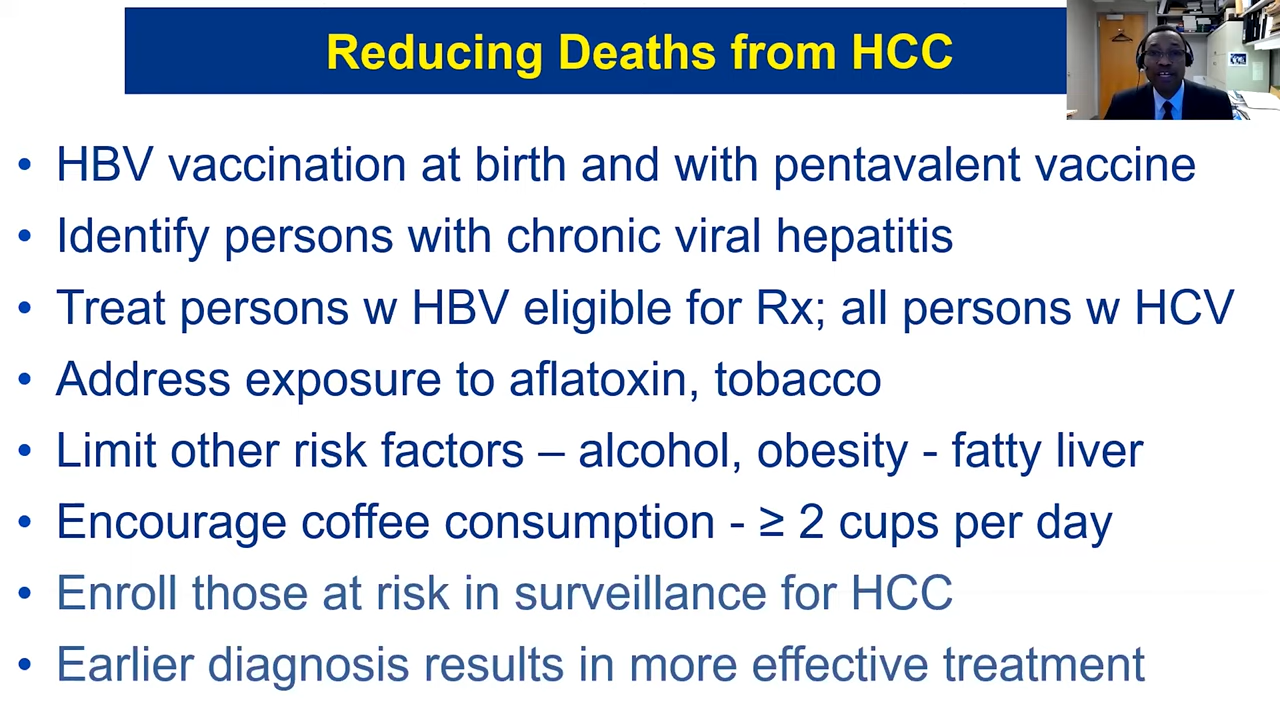 Reducing Deaths from HCC
• HBV vaccination at birth and with pentavalent vaccine
• Identify persons with chronic viral hepatitis
• Treat persons w HBV eligible for Rx; all persons w HCV
• Address exposure to aflatoxin, tobacco
• Limit other risk factors – alcohol, obesity - fatty liver
• Encourage coffee consumption - ≥ 2 cups per day
• Enroll those at risk in surveillance for HCC
• Earlier diagnosis results in more effective treatment